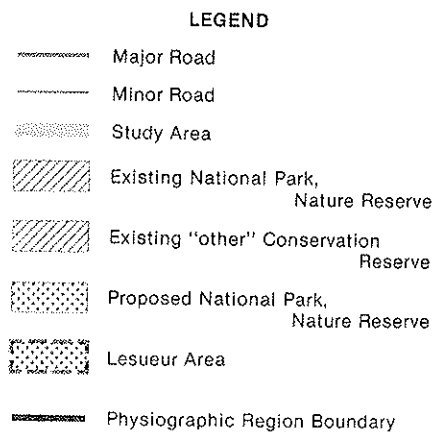 LEGEND
Major Road
Minor Road
Study Area
Existing National Park,
Nature Reserve
Existing "other" Conservation
Reserve
Proposed National Park,
Nature Reserve
Lesueur Area
Physiographic Region Boundary